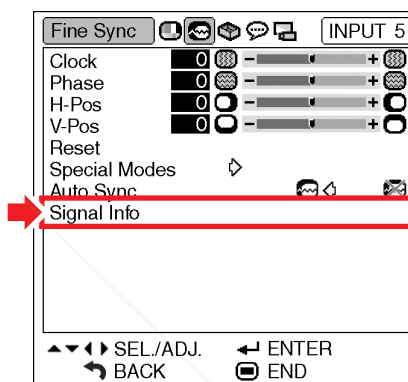 Fine Sync INPUT 5
Clock 0 - +
Phase 0 - +
H-Pos 0 - +
V-Pos 0 - +
Reset
Special Modes
Auto Sync
Signal Info
SEL./ADJ. ENTER
BACK END